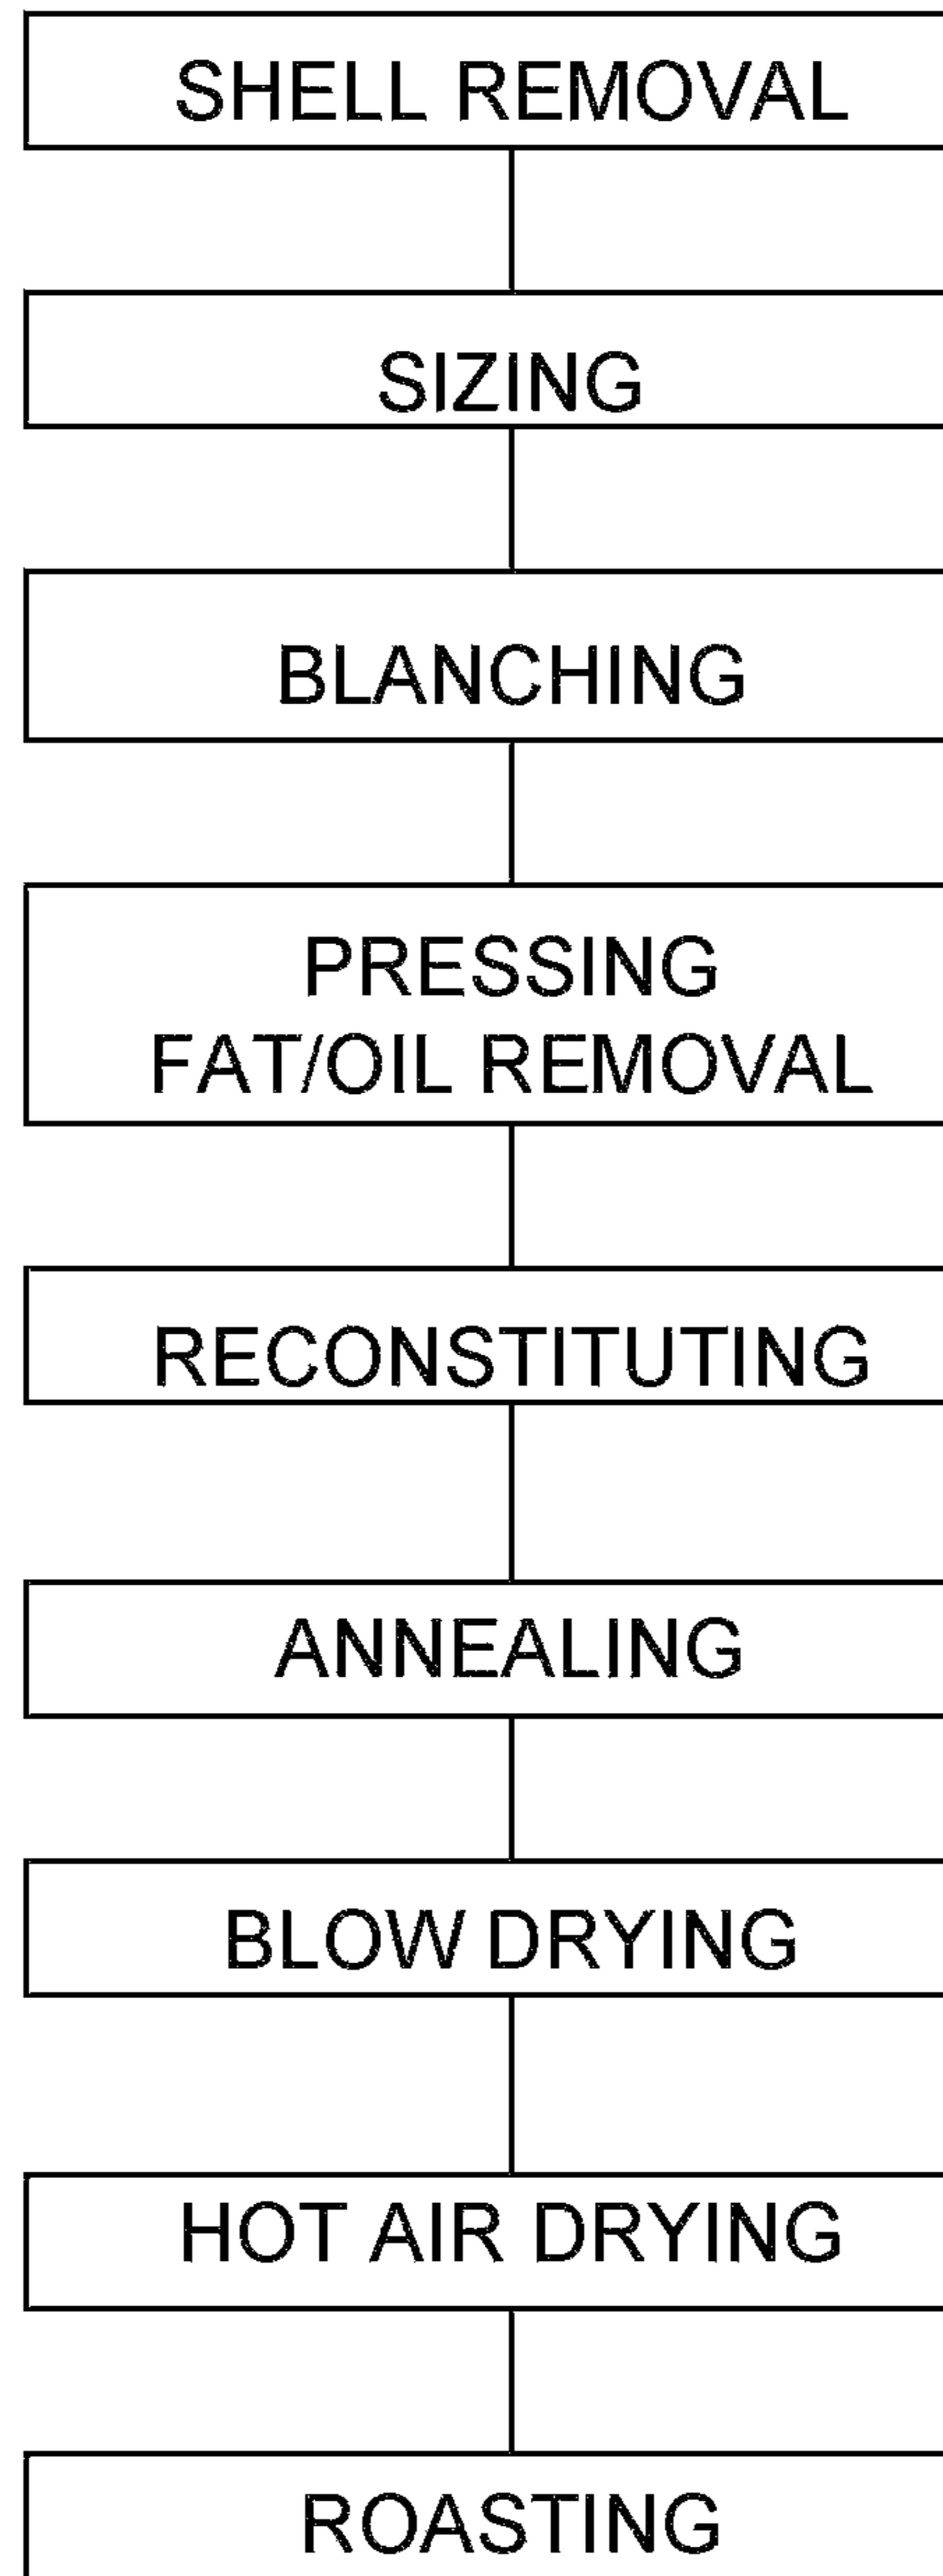 SHELL REMOVAL
SIZING
BLANCHING
PRESSING
FAT/OIL REMOVAL
RECONSTITUTING
ANNEALING
BLOW DRYING
HOT AIR DRYING
ROASTING